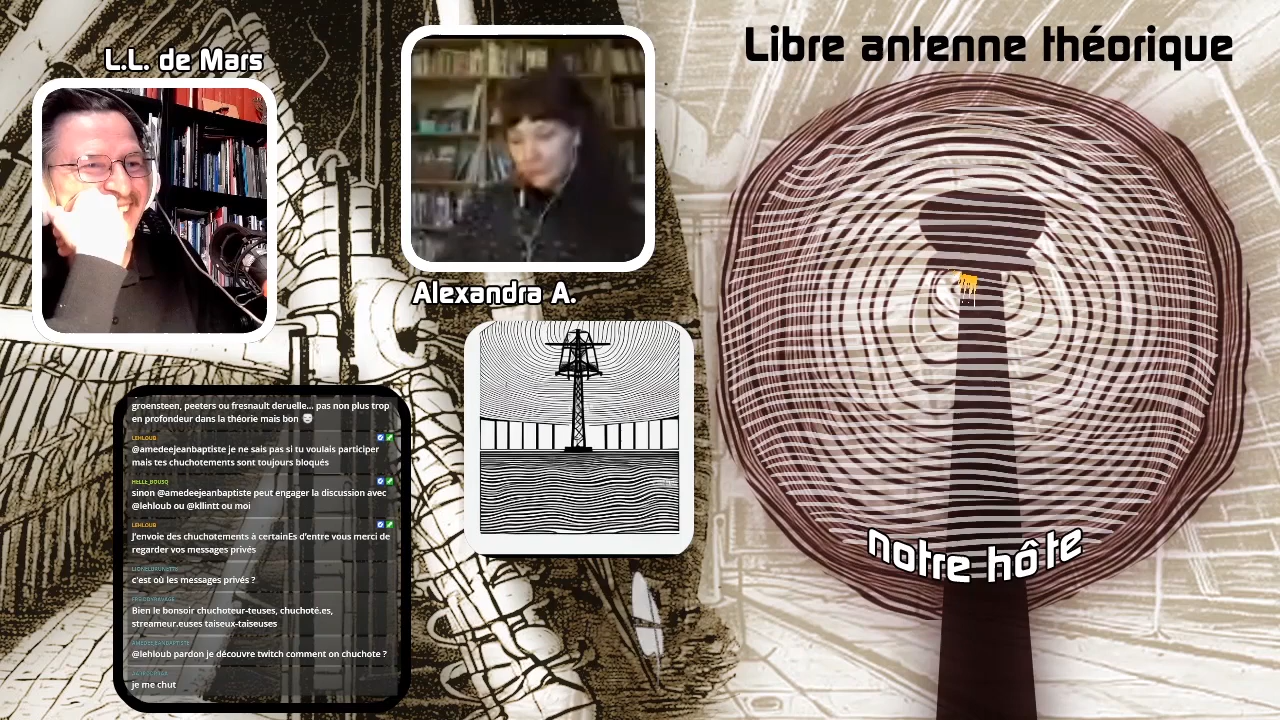 Libre antenne théorique
L.L. de Mars
Alexandra A.
groensteen, peeters ou fresnault deruelle... pas non plus trop
en profondeur dans la théorie mais bon
LEHLOUB
@amedeejeanbaptiste je ne sais pas si tu voulais participer
mais tes chuchotements sont toujours bloqués
HELLE_BOUSQ
sinon @amedeejeanbaptiste peut engager la discussion avec
@lehloub ou @kllintt ou moi
LEHLOUB
J'envoie des chuchotements à certainEs d'entre vous merci de
regarder vos messages privés
LIONELBRUNETTE
c'est où les messages privés ?
Bien le bonsoir chuchoteur-teuses, chuchoté.es,
streameur.euses taiseux-taiseuses
AMEDEEJEANBAPTISTE
@lehloub pardon je découvre twitch comment on chuchote ?
je me chut
notre hôte